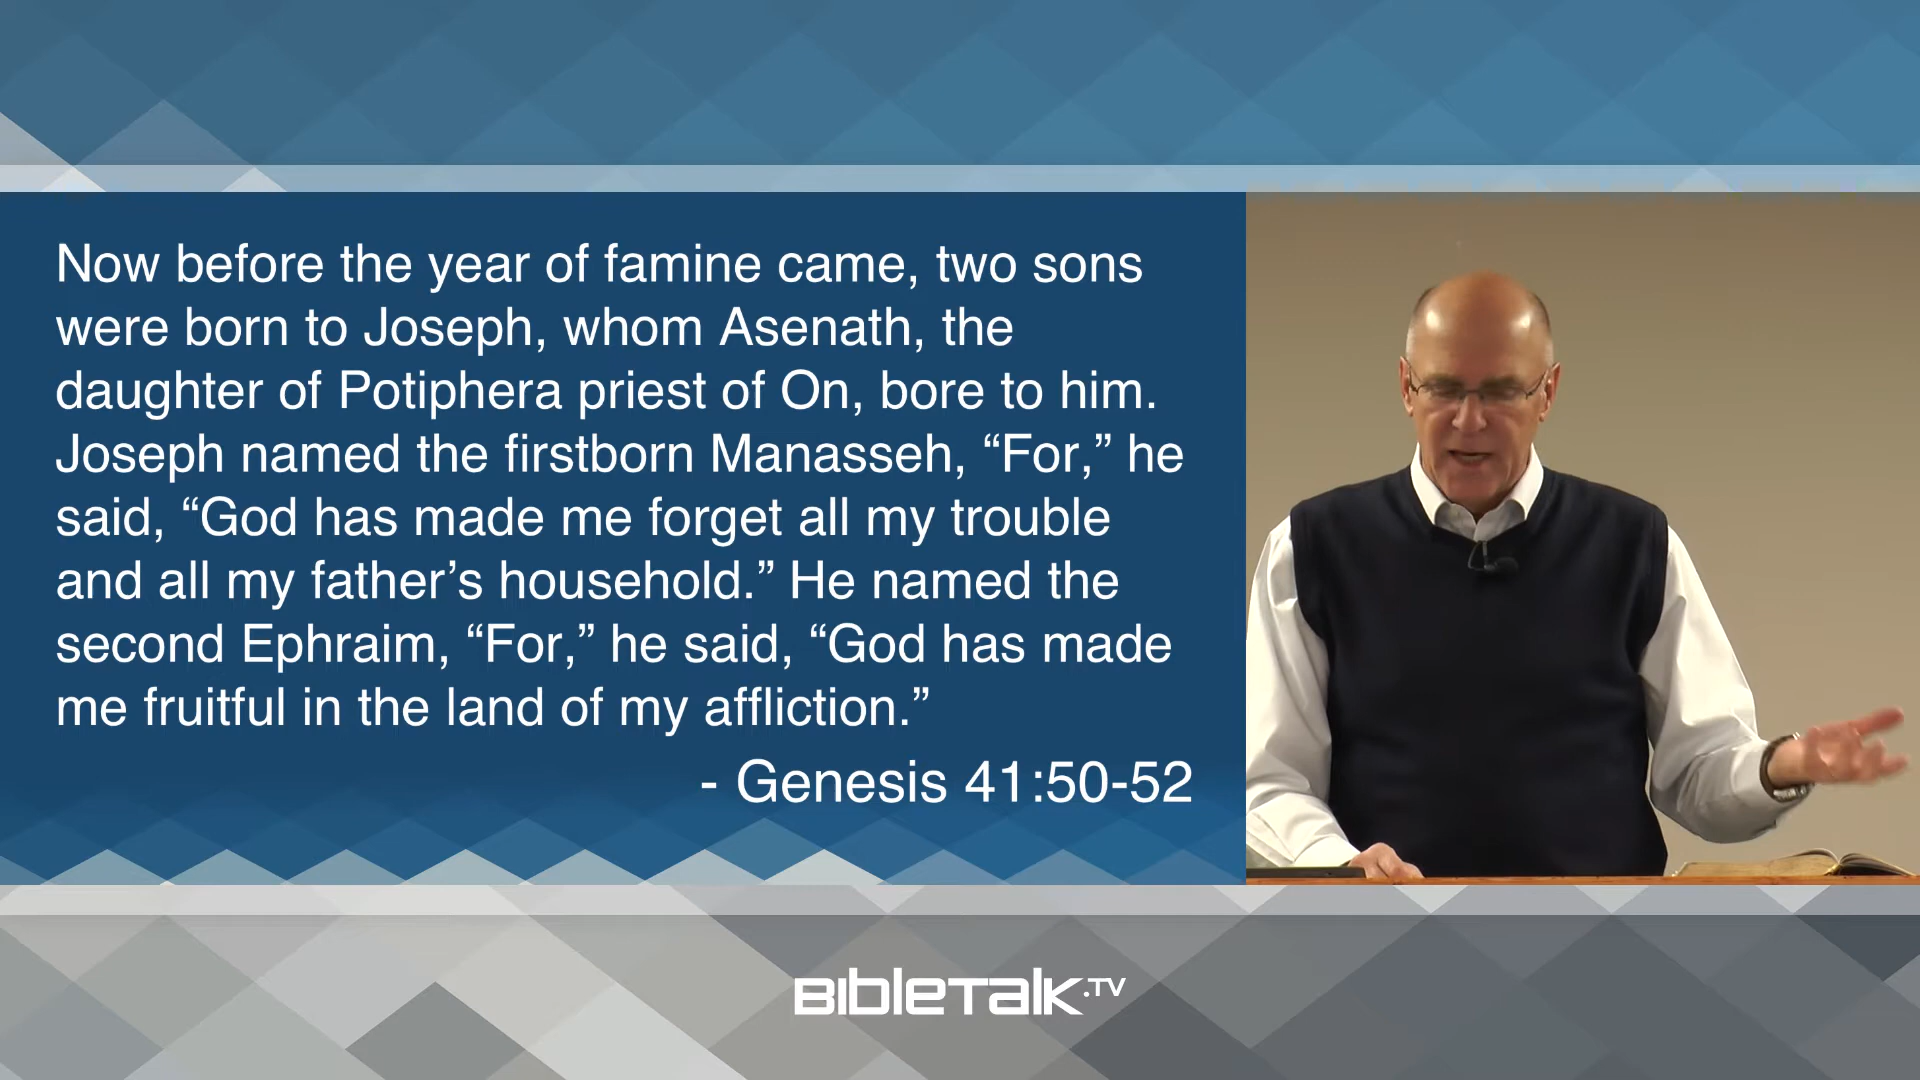 Now before the year of famine came, two sons
were born to Joseph, whom Asenath, the
daughter of Potiphera priest of On, bore to him.
Joseph named the firstborn Manasseh, “For,” he
said, “God has made me forget all my trouble
and all my father’s household.” He named the
second Ephraim, “For,” he said, “God has made
me fruitful in the land of my affliction.”
- Genesis 41:50-52
BibleTalk.TV